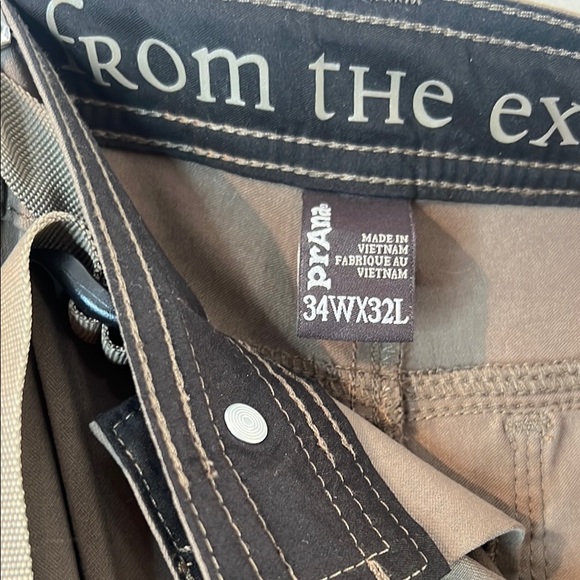 from the ex
prAna
MADE IN
VIETNAM
FABRIQUE AU
VIETNAM
34WX32L